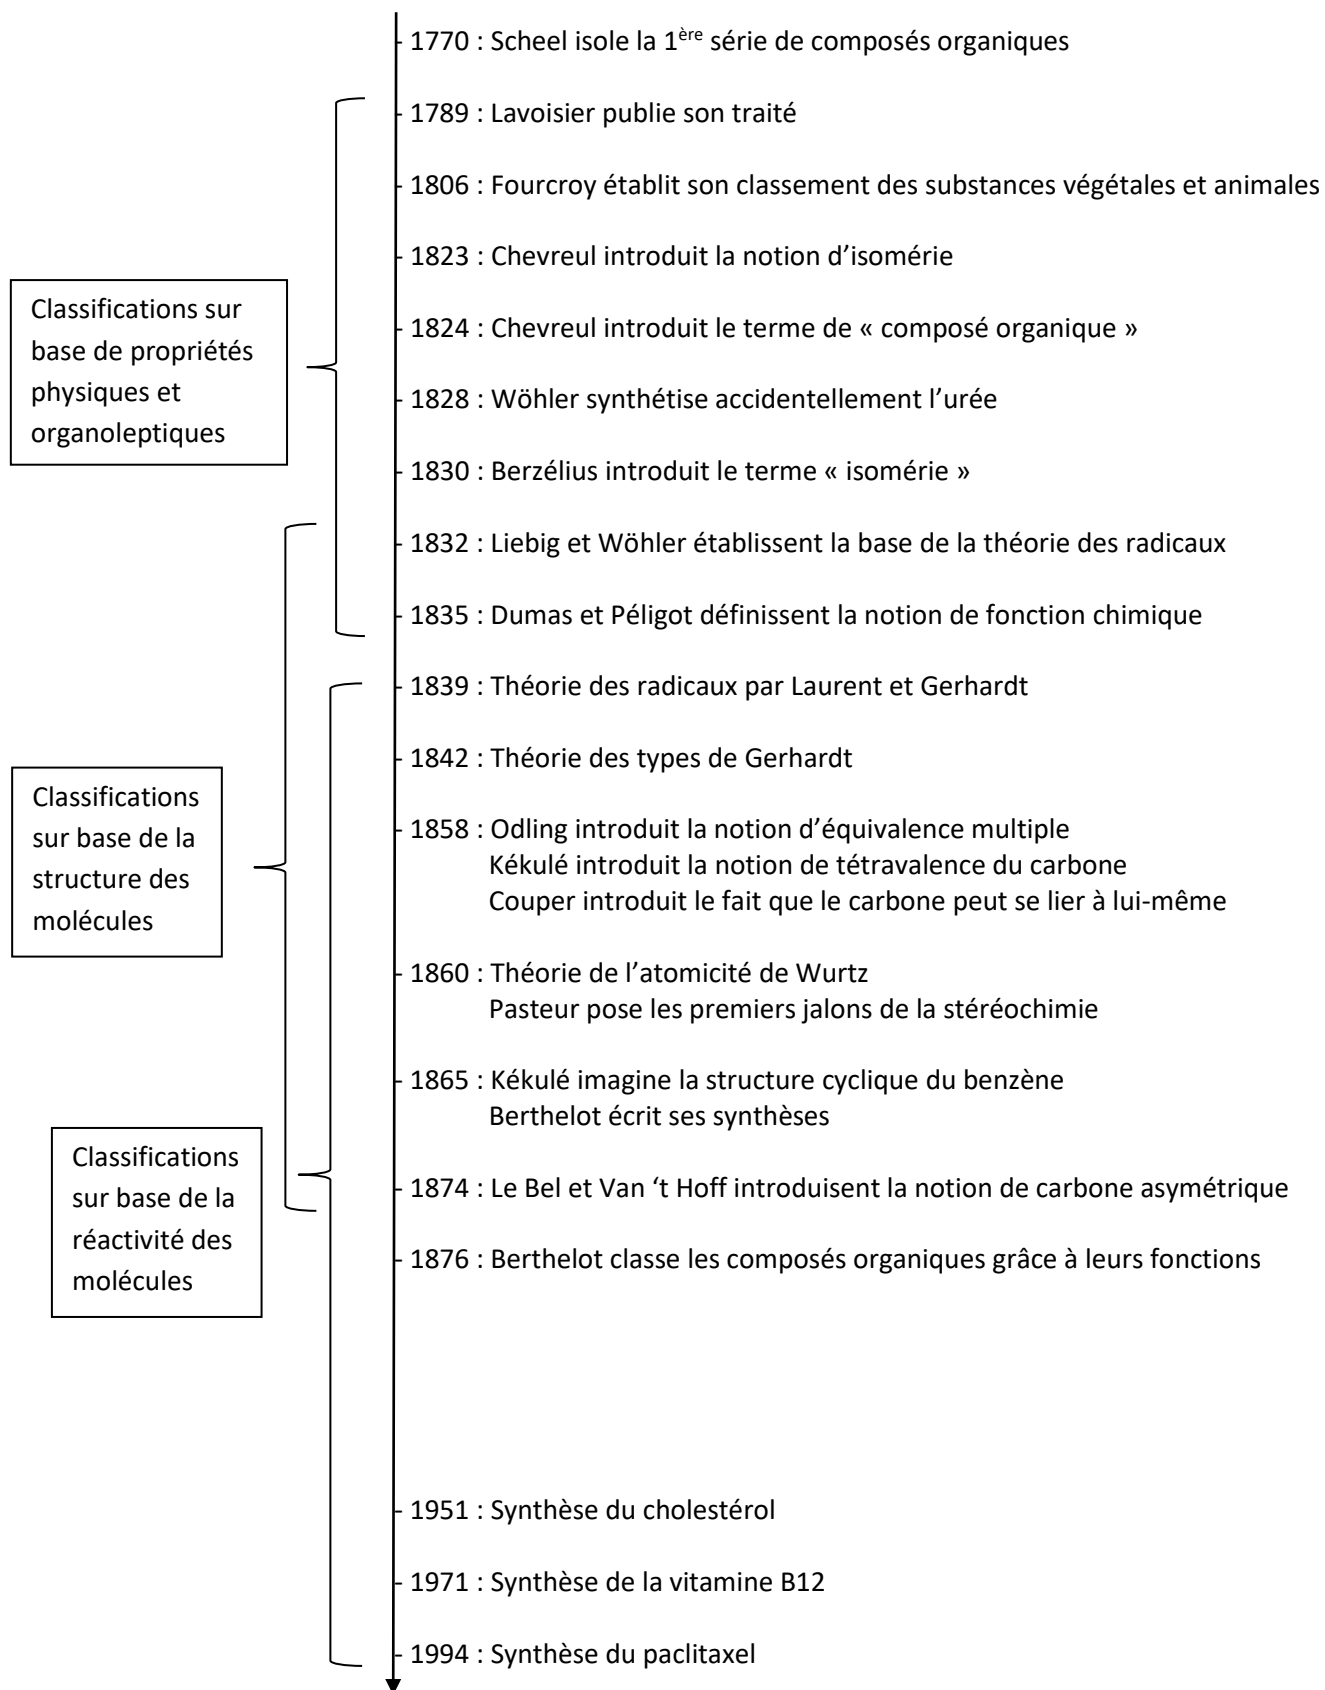 1770 : Scheel isole la 1ère série de composés organiques
1789 : Lavoisier publie son traité
1806 : Fourcroy établit son classement des substances végétales et animales
1823 : Chevreul introduit la notion d’isomérie
Classifications sur
base de propriétés
physiques et
organoleptiques
1824 : Chevreul introduit le terme de « composé organique »
1828 : Wöhler synthétise accidentellement l’urée
1830 : Berzélius introduit le terme « isomérie »
1832 : Liebig et Wöhler établissent la base de la théorie des radicaux
1835 : Dumas et Péligot définissent la notion de fonction chimique
1839 : Théorie des radicaux par Laurent et Gerhardt
1842 : Théorie des types de Gerhardt
Classifications
sur base de la
structure des
molécules
1858 : Odling introduit la notion d’équivalence multiple
Kékulé introduit la notion de tétravalence du carbone
Couper introduit le fait que le carbone peut se lier à lui-même
1860 : Théorie de l’atomicité de Wurtz
Pasteur pose les premiers jalons de la stéréochimie
1865 : Kékulé imagine la structure cyclique du benzène
Berthelot écrit ses synthèses
Classifications
sur base de la
réactivité des
molécules
1874 : Le Bel et Van ‘t Hoff introduisent la notion de carbone asymétrique
1876 : Berthelot classe les composés organiques grâce à leurs fonctions
1951 : Synthèse du cholestérol
1971 : Synthèse de la vitamine B12
1994 : Synthèse du paclitaxel